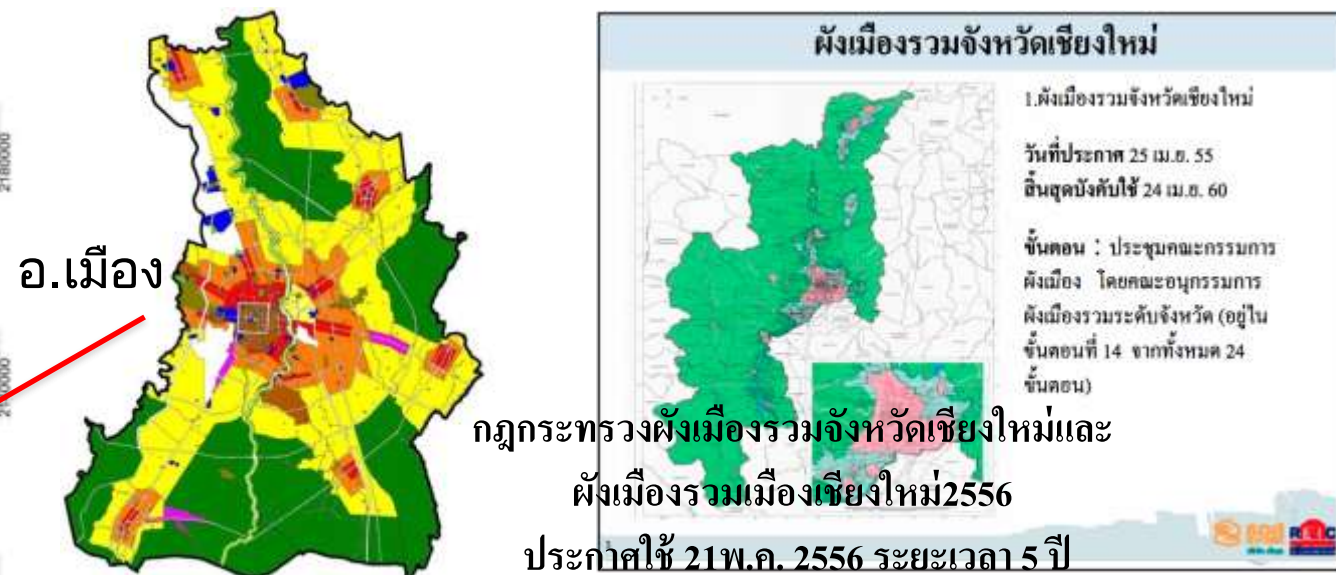 2180000
อ.เมือง
ผังเมืองรวมจังหวัดเชียงใหม่
1.ผังเมืองรวมจังหวัดเชียงใหม่
วันที่ประกาศ 25 เม.ย. 55
สิ้นสุดบังคับใช้ 24 เม.ย. 60
ขั้นตอน : ประชุมคณะกรรมการ
ผังเมือง โดยคณะอนุกรรมการ
ผังเมืองรวมระดับจังหวัด (อยู่ใน
ขั้นตอนที่ 14 จากทั้งหมด 24
ขั้นตอน)
กฎกระทรวงผังเมืองรวมจังหวัดเชียงใหม่และ
ผังเมืองรวมเมืองเชียงใหม่2556
ประกาศใช้ 21พ.ค. 2556 ระยะเวลา 5 ปี